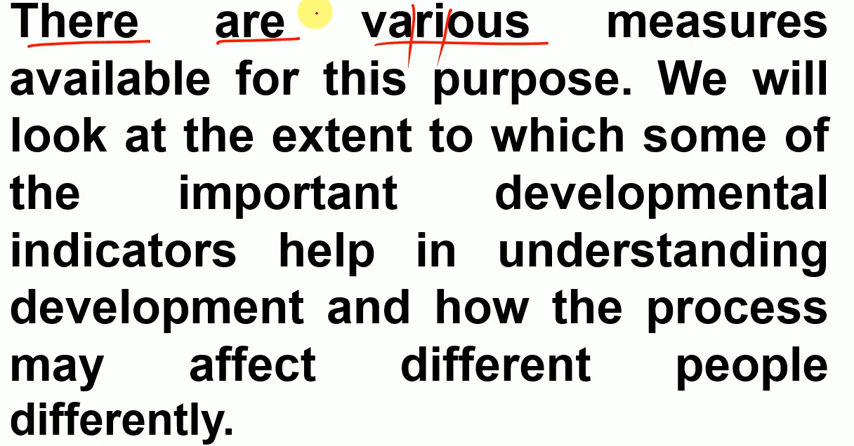 There are various measures
available for this purpose. We will
look at the extent to which some of
the important developmental
indicators help in understanding
development and how the process
may affect different people
differently.